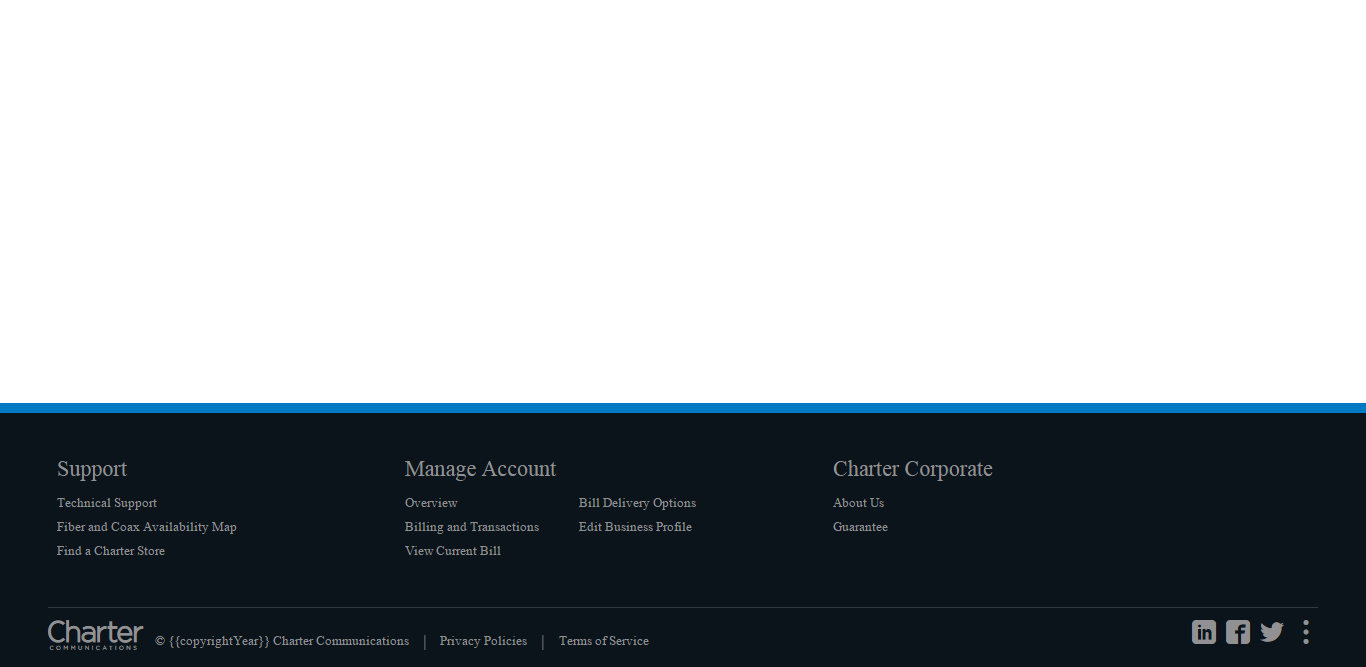 Support
Technical Support
Fiber and Coax Availability Map
Find a Charter Store
Manage Account
Overview
Billing and Transactions
View Current Bill
Bill Delivery Options
Edit Business Profile
Charter Corporate
About Us
Guarantee
Charter
COMMUNICATIONS
© {{copyrightYear}} Charter Communications | Privacy Policies | Terms of Service
in f